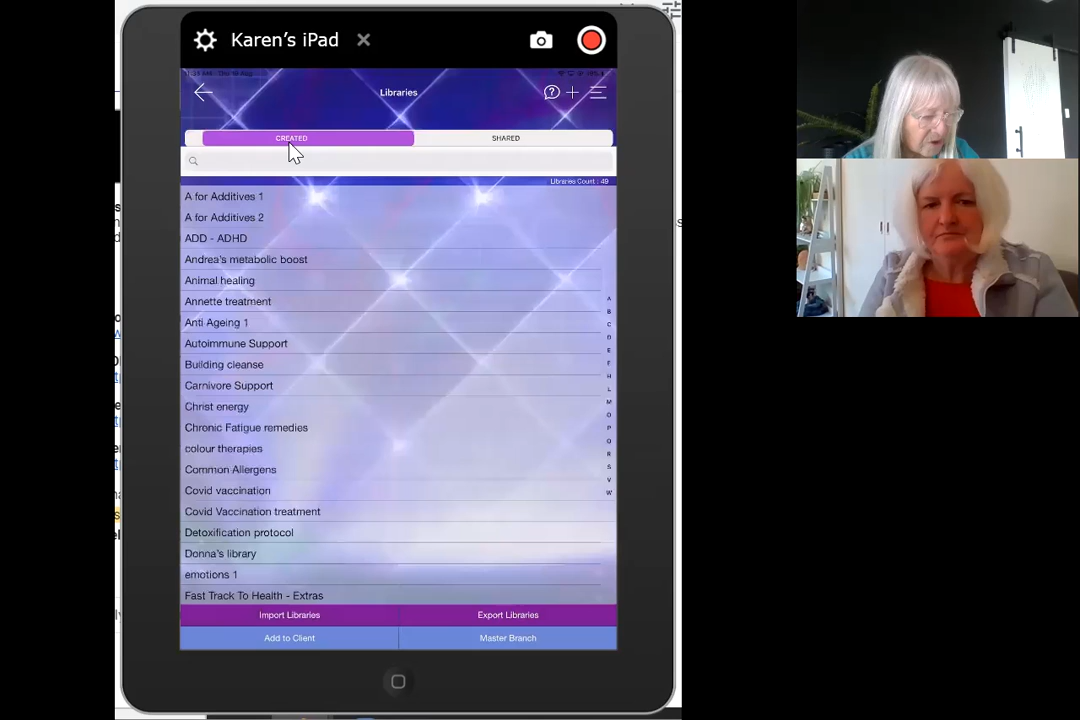 Karen's iPad
Libraries
CREATED
SHARED
Libraries Count : 49
A for Additives 1
A for Additives 2
ADD - ADHD
Andrea's metabolic boost
Animal healing
Annette treatment
Anti Ageing 1
Autoimmune Support
Building cleanse
Carnivore Support
Christ energy
Chronic Fatigue remedies
colour therapies
Common Allergens
Covid vaccination
Covid Vaccination treatment
Detoxification protocol
Donna's library
emotions 1
Fast Track To Health - Extras
A
B
C
D
E
F
H
L
M
O
P
Q
R
S
V
W
Import Libraries
Export Libraries
Add to Client
Master Branch